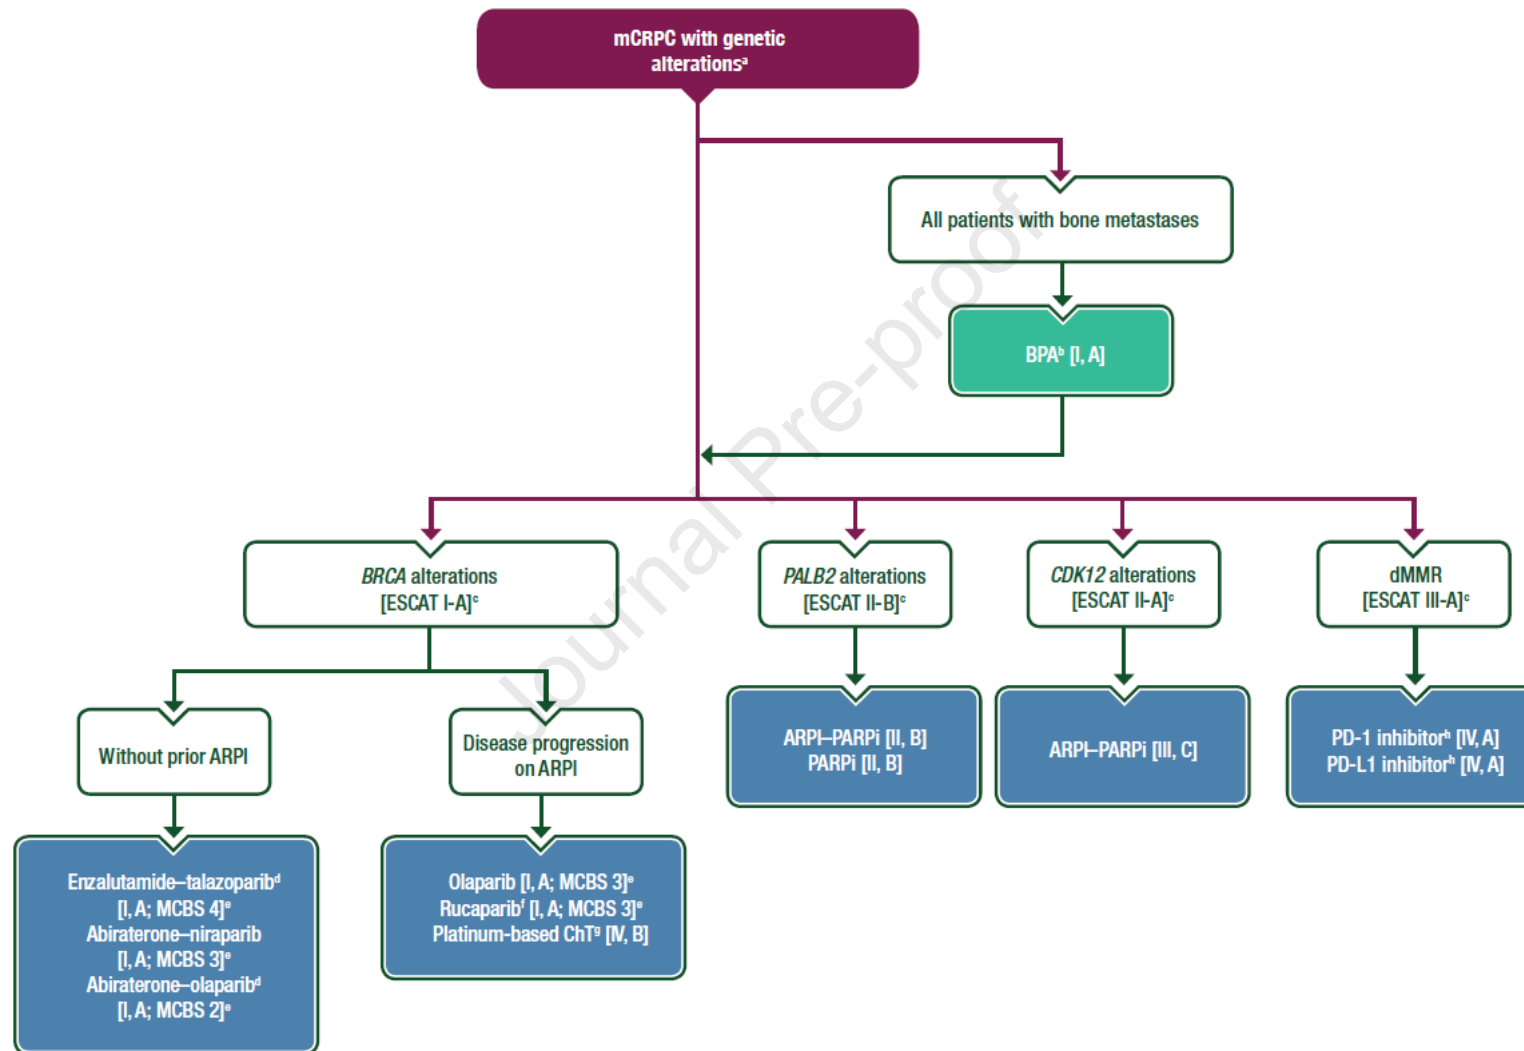 mCRPC with genetic
alterationsᵃ
All patients with bone metastases
BPAᵇ [I, A]
Journal Pre-proof
BRCA alterations
[ESCAT I-A]ᶜ
PALB2 alterations
[ESCAT II-B]ᶜ
CDK12 alterations
[ESCAT II-A]ᶜ
dMMR
[ESCAT III-A]ᶜ
Without prior ARPI
Disease progression
on ARPI
ARPI–PARPi [II, B]
PARPi [II, B]
ARPI–PARPi [III, C]
PD-1 inhibitorʰ [IV, A]
PD-L1 inhibitorʰ [IV, A]
Enzalutamide–talazoparibᵈ
[I, A; MCBS 4]ᵉ
Abiraterone–niraparib
[I, A; MCBS 3]ᵉ
Abiraterone–olaparibᵈ
[I, A; MCBS 2]ᵉ
Olaparib [I, A; MCBS 3]ᵉ
Rucaparibᶠ [I, A; MCBS 3]ᵉ
Platinum-based ChTᵍ [IV, B]